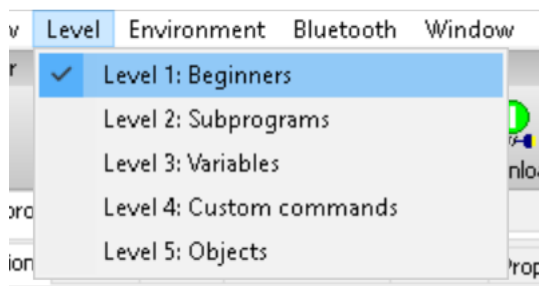 Level Environment Bluetooth Window
Level 1: Beginners
Level 2: Subprograms
Level 3: Variables
Level 4: Custom commands
Level 5: Objects